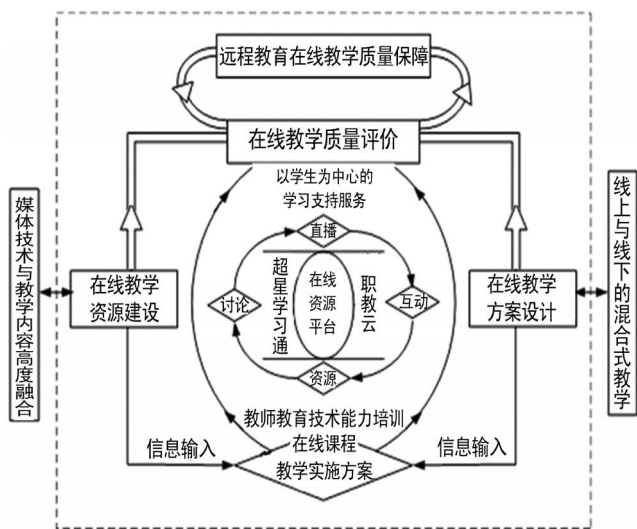 远程教育在线教学质量保障
在线教学质量评价
以学生为中心的
学习支持服务
媒体技术与教学内容高度融合
在线教学
资源建设
直播
讨论
超星学习通
在线
资源
平台
职教云
互动
资源
在线教学
方案设计
线上与线下的混合式教学
教师教育技术能力培训
在线课程
教学实施方案
信息输入
信息输入